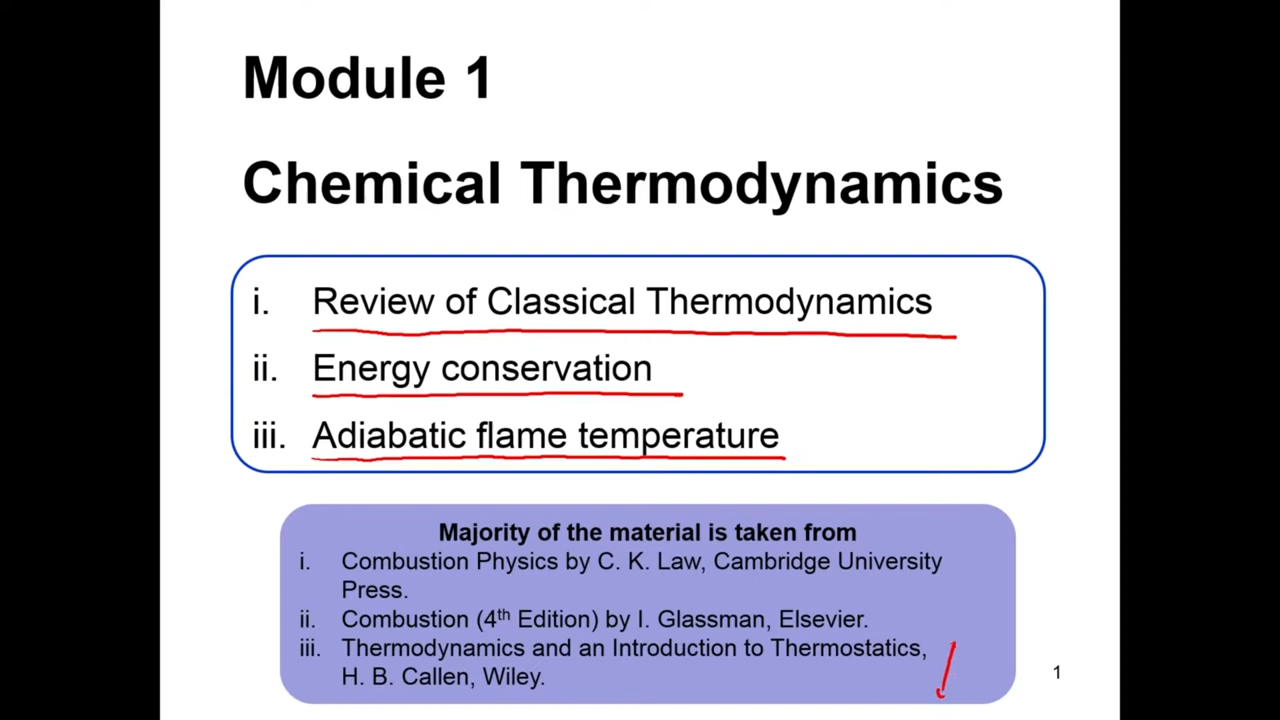 Module 1
Chemical Thermodynamics
i. Review of Classical Thermodynamics
ii. Energy conservation
iii. Adiabatic flame temperature
Majority of the material is taken from
i. Combustion Physics by C. K. Law, Cambridge University
Press.
ii. Combustion (4th Edition) by I. Glassman, Elsevier.
iii. Thermodynamics and an Introduction to Thermostatics,
H. B. Callen, Wiley.
1